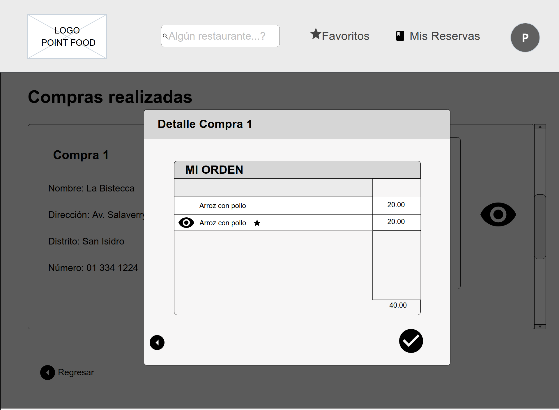 LOGO
POINT FOOD
Algún restaurante...?
Favoritos
Mis Reservas
P
Compras realizadas
Detalle Compra 1
Compra 1
Nombre: La Bistecca
Dirección: Av. Salaverry
Distrito: San Isidro
Número: 01 334 1224
MI ORDEN
Arroz con pollo 20.00
Arroz con pollo 20.00
40.00
Regresar